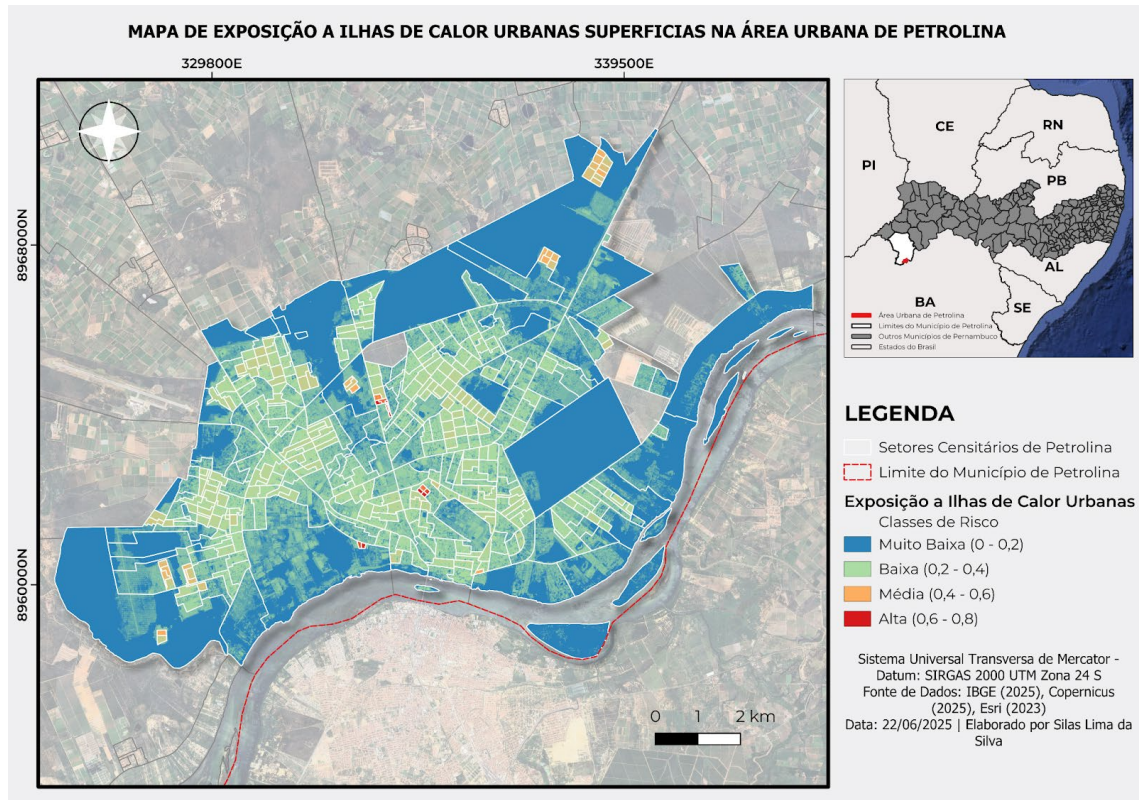 MAPA DE EXPOSIÇÃO A ILHAS DE CALOR URBANAS SUPERFICIAS NA ÁREA URBANA DE PETROLINA
329800E
339500E
8968000N
8960000N
0 1 2 km
CE
RN
PI
PB
AL
BA
SE
Área Urbana de Petrolina
Limites do Município de Petrolina
Outros Municípios de Pernambuco
Estados do Brasil
LEGENDA
Setores Censitários de Petrolina
Limite do Município de Petrolina
Exposição a Ilhas de Calor Urbanas
Classes de Risco
Muito Baixa (0 - 0,2)
Baixa (0,2 - 0,4)
Média (0,4 - 0,6)
Alta (0,6 - 0,8)
Sistema Universal Transversa de Mercator -
Datum: SIRGAS 2000 UTM Zona 24 S
Fonte de Dados: IBGE (2025), Copernicus
(2025), Esri (2023)
Data: 22/06/2025 | Elaborado por Silas Lima da
Silva